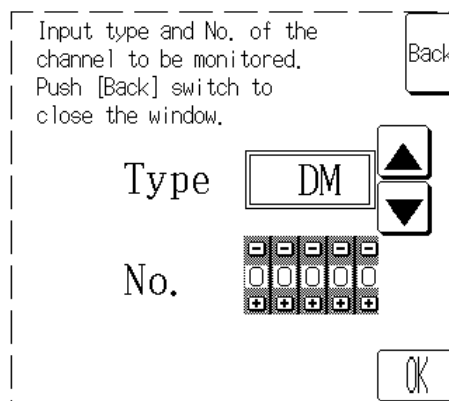 Input type and No. of the
channel to be monitored.
Push [Back] switch to
close the window.
Back
Type DM
No. 00000
OK